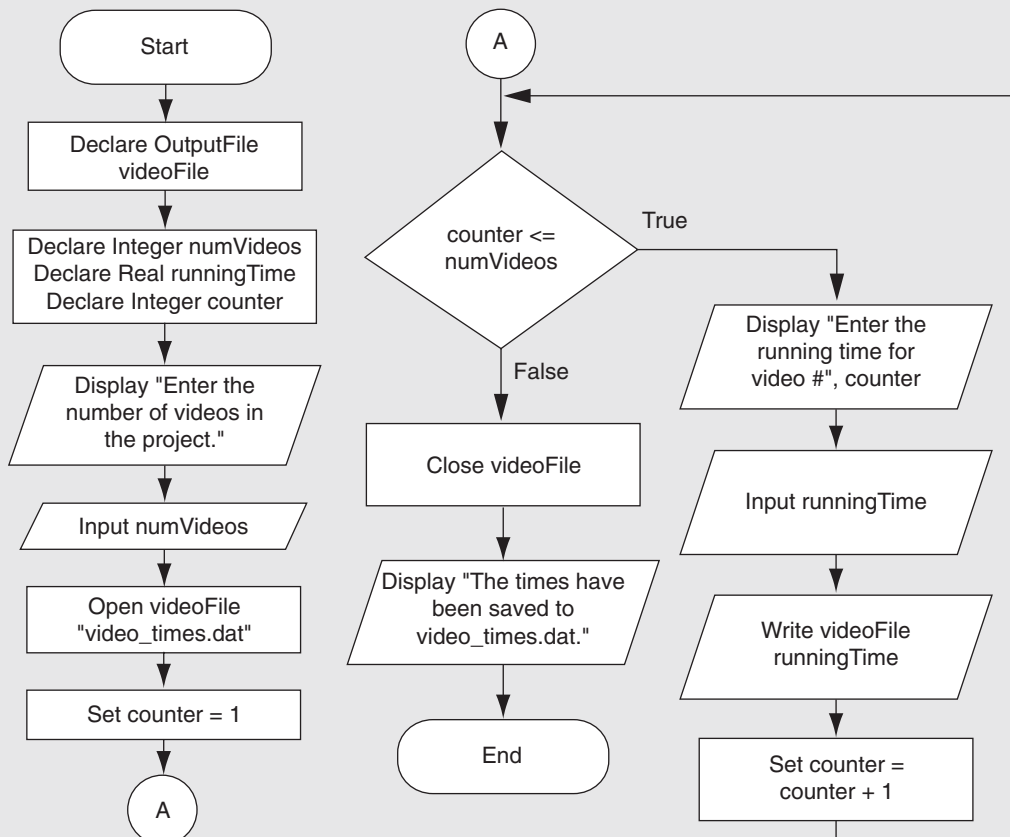 Start
Declare OutputFile
videoFile
Declare Integer numVideos
Declare Real runningTime
Declare Integer counter
Display "Enter the
number of videos in
the project."
Input numVideos
Open videoFile
"video_times.dat"
Set counter = 1
A
A
counter <=
numVideos
True
False
Close videoFile
Display "The times have
been saved to
video_times.dat."
End
Display "Enter the
running time for
video #", counter
Input runningTime
Write videoFile
runningTime
Set counter =
counter + 1